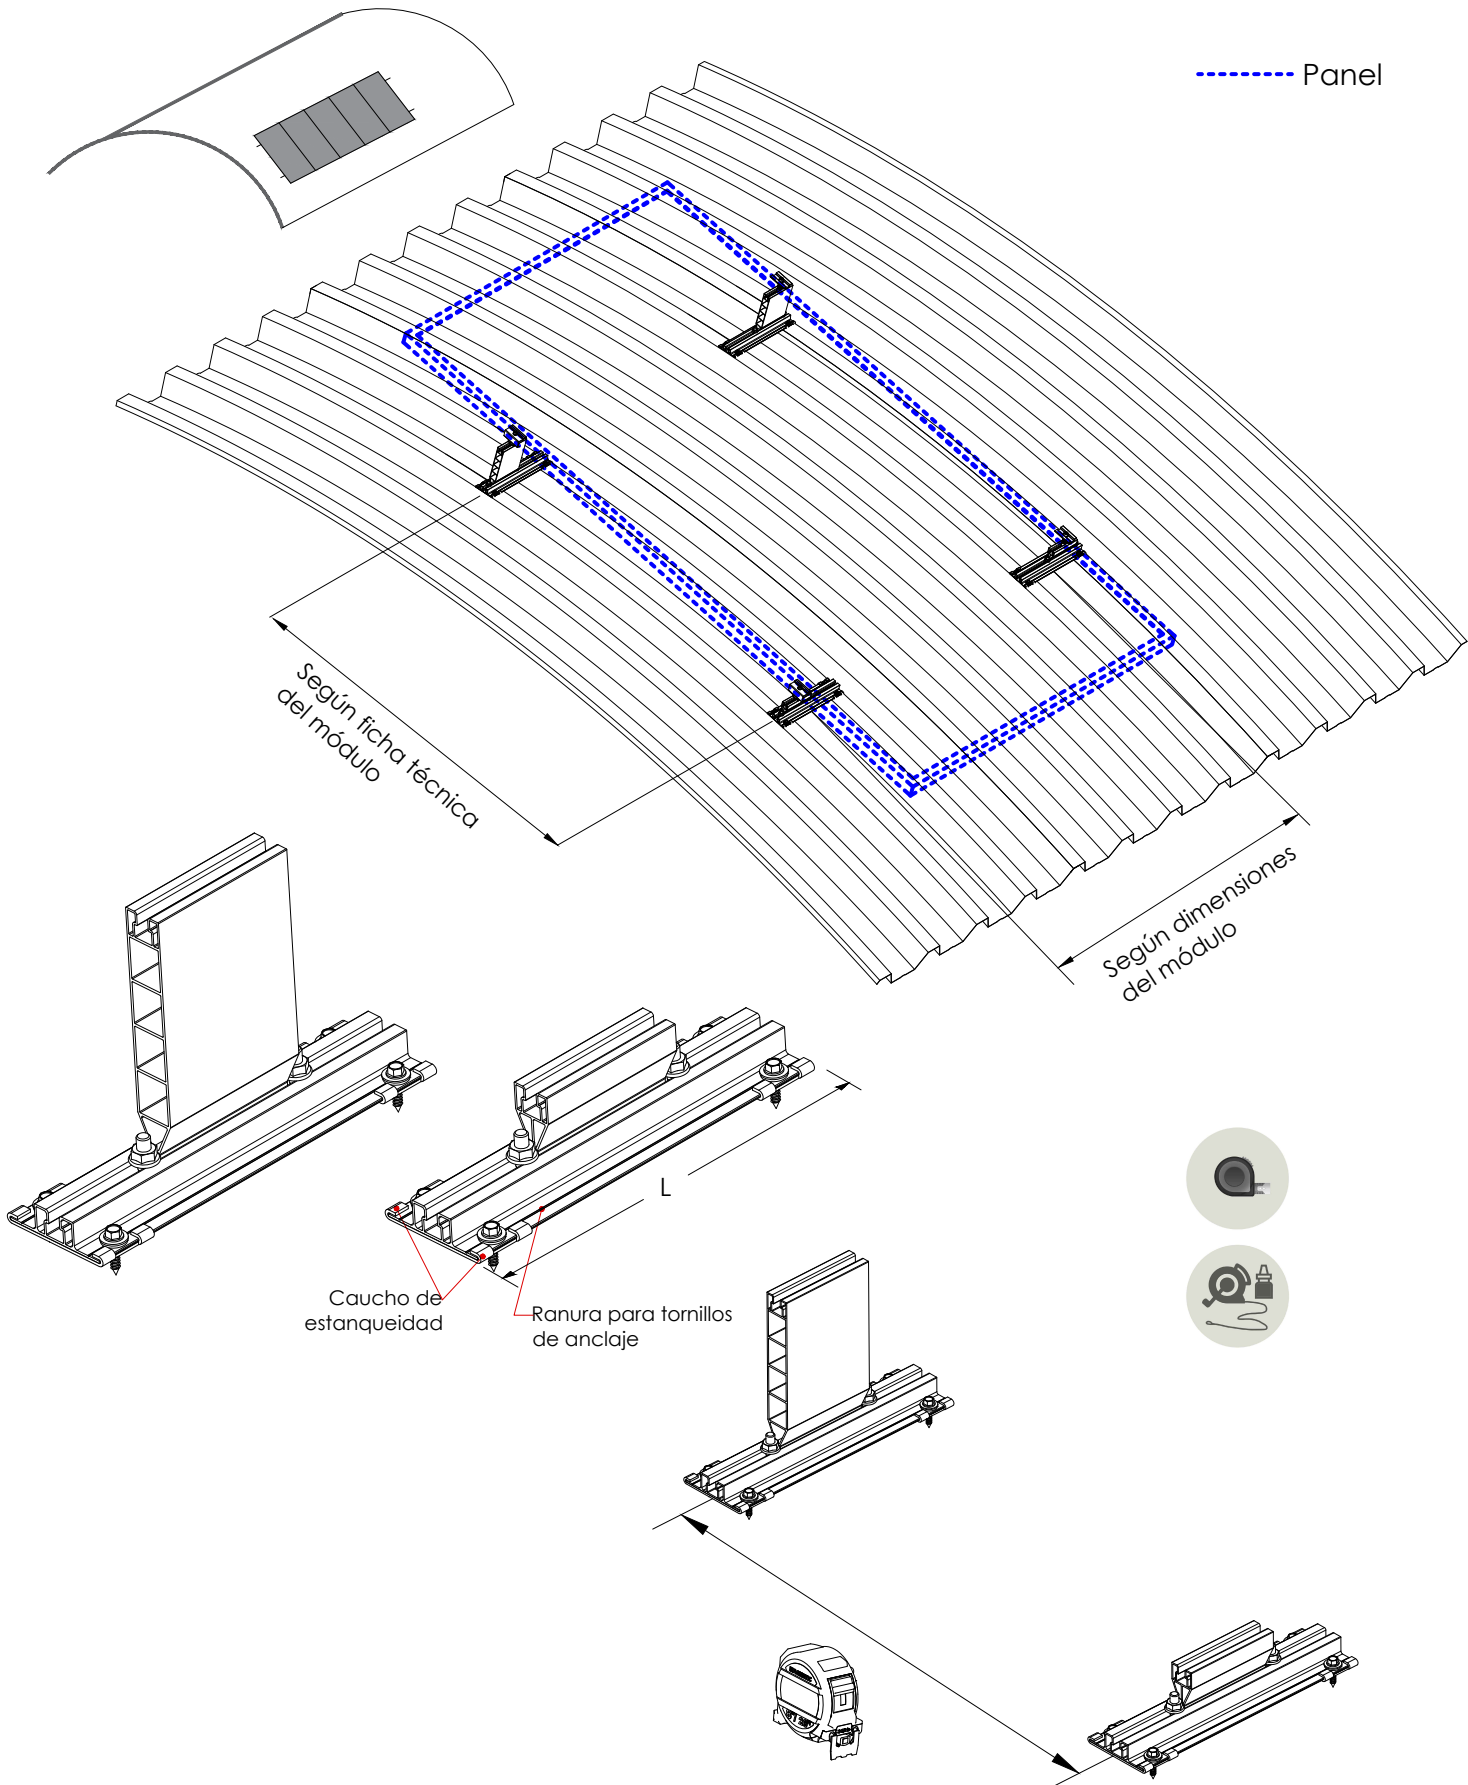 Panel
Según ficha técnica
del módulo
Según dimensiones
del módulo
L
Caucho de
estanqueidad
Ranura para tornillos
de anclaje